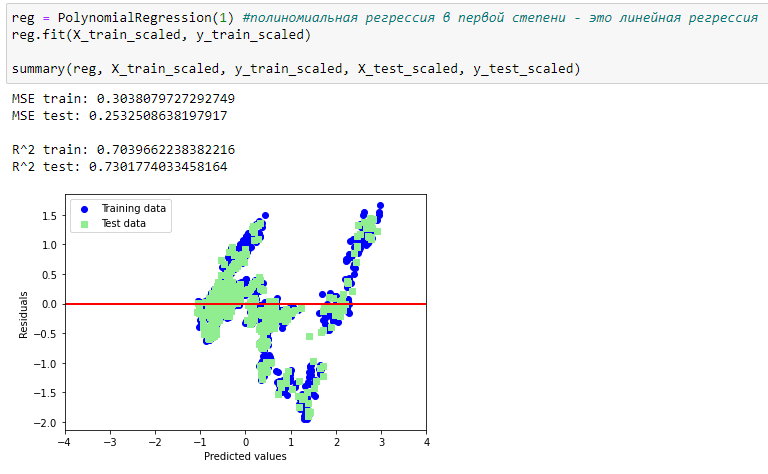 reg = PolynomialRegression(1) #полиномиальная регрессия в первой степени - это линейная регрессия
reg.fit(X_train_scaled, y_train_scaled)
summary(reg, X_train_scaled, y_train_scaled, X_test_scaled, y_test_scaled)
MSE train: 0.3038079727292749
MSE test: 0.2532508638197917
R^2 train: 0.7039662238382216
R^2 test: 0.7301774033458164
Training data
Test data
1.5
1.0
0.5
0.0
−0.5
−1.0
−1.5
−2.0
Residuals
−4 −3 −2 −1 0 1 2 3 4
Predicted values